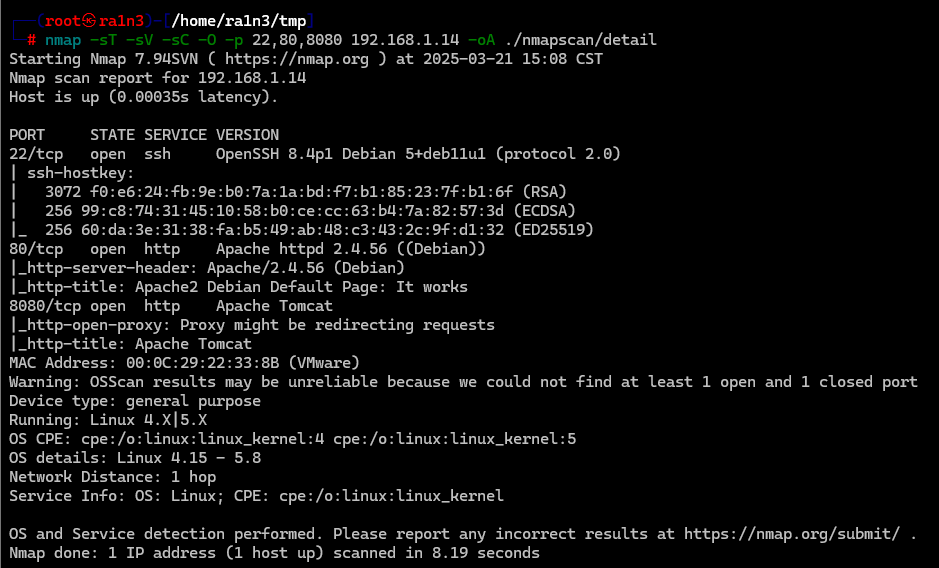 ┌──(root㉿ra1n3)-[/home/ra1n3/tmp]
└─# nmap -sT -sV -sC -O -p 22,80,8080 192.168.1.14 -oA ./nmapscan/detail
Starting Nmap 7.94SVN ( https://nmap.org ) at 2025-03-21 15:08 CST
Nmap scan report for 192.168.1.14
Host is up (0.00035s latency).

PORT     STATE SERVICE VERSION
22/tcp   open  ssh     OpenSSH 8.4p1 Debian 5+deb11u1 (protocol 2.0)
| ssh-hostkey:
|   3072 f0:e6:24:fb:9e:b0:7a:1a:bd:f7:b1:85:23:7f:b1:6f (RSA)
|   256 99:c8:74:31:45:10:58:b0:ce:cc:63:b4:7a:82:57:3d (ECDSA)
|_  256 60:da:3e:31:38:fa:b5:49:ab:48:c3:43:2c:9f:d1:32 (ED25519)
80/tcp   open  http    Apache httpd 2.4.56 ((Debian))
|_http-server-header: Apache/2.4.56 (Debian)
|_http-title: Apache2 Debian Default Page: It works
8080/tcp open  http    Apache Tomcat
|_http-open-proxy: Proxy might be redirecting requests
|_http-title: Apache Tomcat
MAC Address: 00:0C:29:22:33:8B (VMware)
Warning: OSScan results may be unreliable because we could not find at least 1 open and 1 closed port
Device type: general purpose
Running: Linux 4.X|5.X
OS CPE: cpe:/o:linux:linux_kernel:4 cpe:/o:linux:linux_kernel:5
OS details: Linux 4.15 - 5.8
Network Distance: 1 hop
Service Info: OS: Linux; CPE: cpe:/o:linux:linux_kernel

OS and Service detection performed. Please report any incorrect results at https://nmap.org/submit/ .
Nmap done: 1 IP address (1 host up) scanned in 8.19 seconds